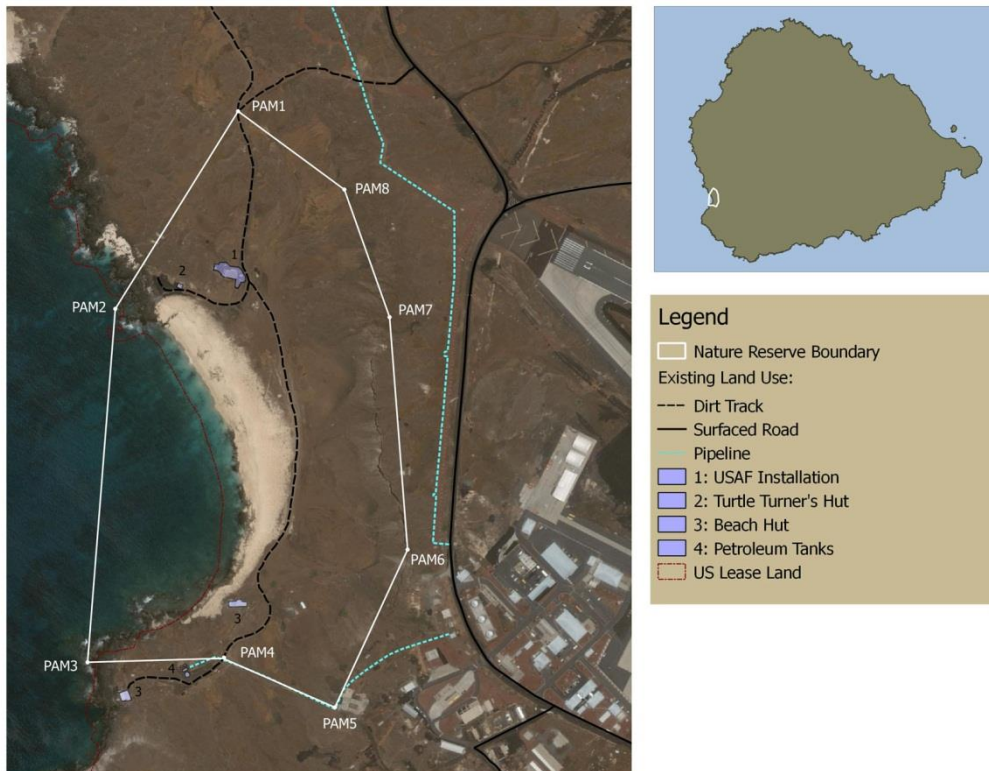 PAM1
PAM8
1
2
PAM2
PAM7
PAM6
3
PAM4
4
PAM3
3
PAM5
Legend
Nature Reserve Boundary
Existing Land Use:
Dirt Track
Surfaced Road
Pipeline
1: USAF Installation
2: Turtle Turner's Hut
3: Beach Hut
4: Petroleum Tanks
US Lease Land